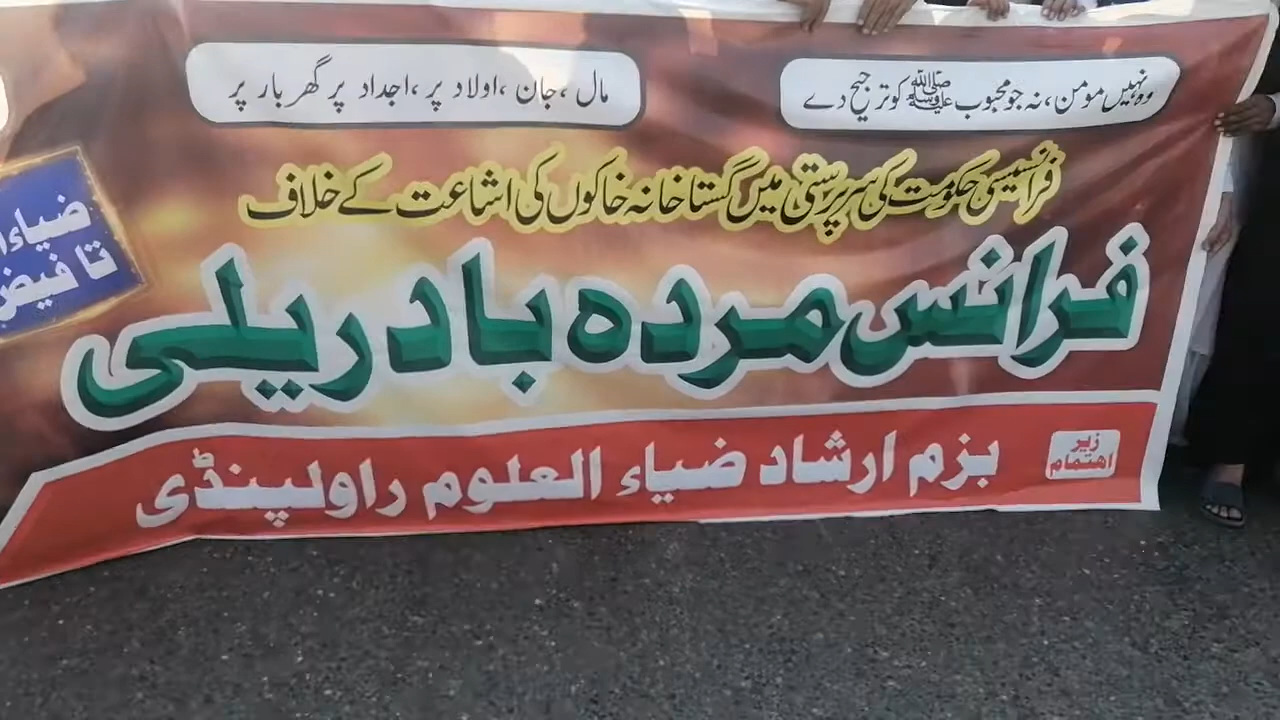 وہ نہیں مومن، نہ جو محبوب ﷺ کو ترجیح دے
مال ،جان ،اولاد پر ،اجداد پر گھر بار پر
فرانسیسی حکومت کی سرپرستی میں گستاخانہ خاکوں کی اشاعت کے خلاف
فرانس مردہ باد ریلی
زیر اہتمام
بزم ارشاد ضیاء العلوم راولپنڈی
ضیاء
تا فیض